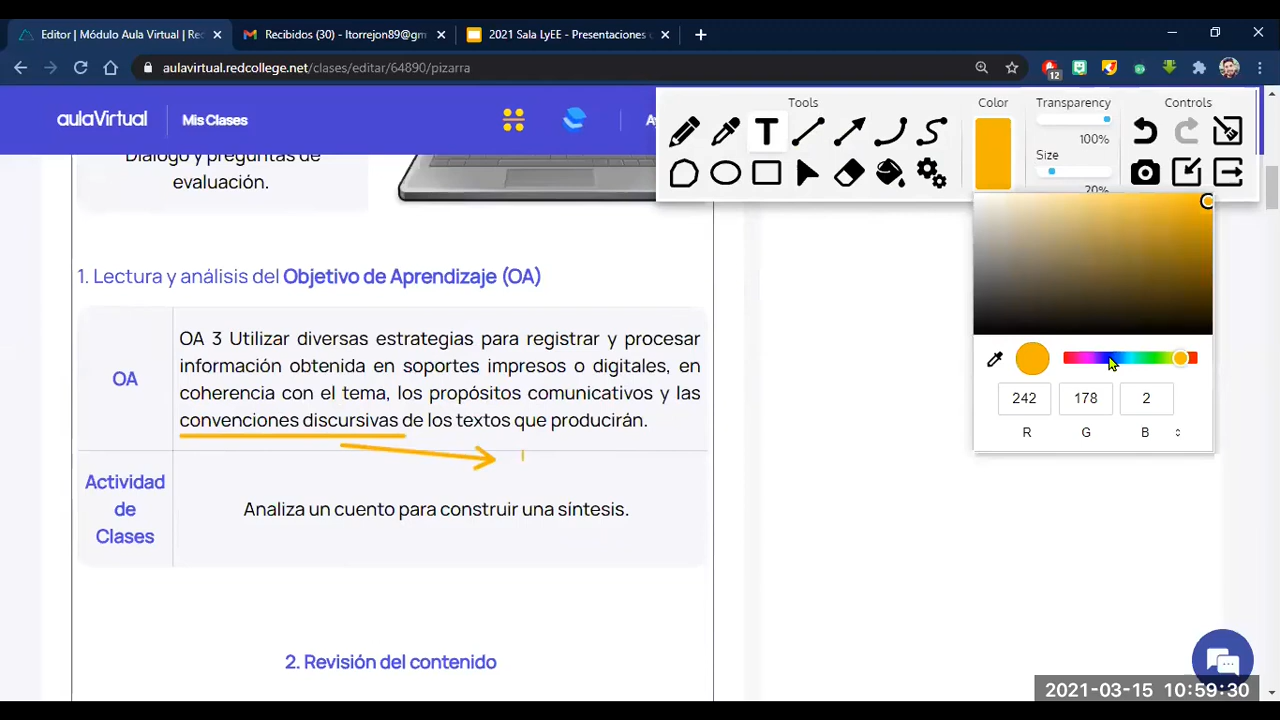 Editor | Módulo Aula Virtual | Rec
Recibidos (30) - ltorrejon89@gm
2021 Sala LyEE - Presentaciones
aulavirtual.redcollege.net/clases/editar/64890/pizarra
12
aulaVirtual
Mis Clases
Tools
Color
Transparency
Controls
100%
Size
20%
Diálogo y preguntas de
evaluación.
1. Lectura y análisis del Objetivo de Aprendizaje (OA)
OA
OA 3 Utilizar diversas estrategias para registrar y procesar
información obtenida en soportes impresos o digitales, en
coherencia con el tema, los propósitos comunicativos y las
convenciones discursivas de los textos que producirán.
Actividad
de
Clases
Analiza un cuento para construir una síntesis.
2. Revisión del contenido
242
178
2
R
G
B
2021-03-15 10:59:30